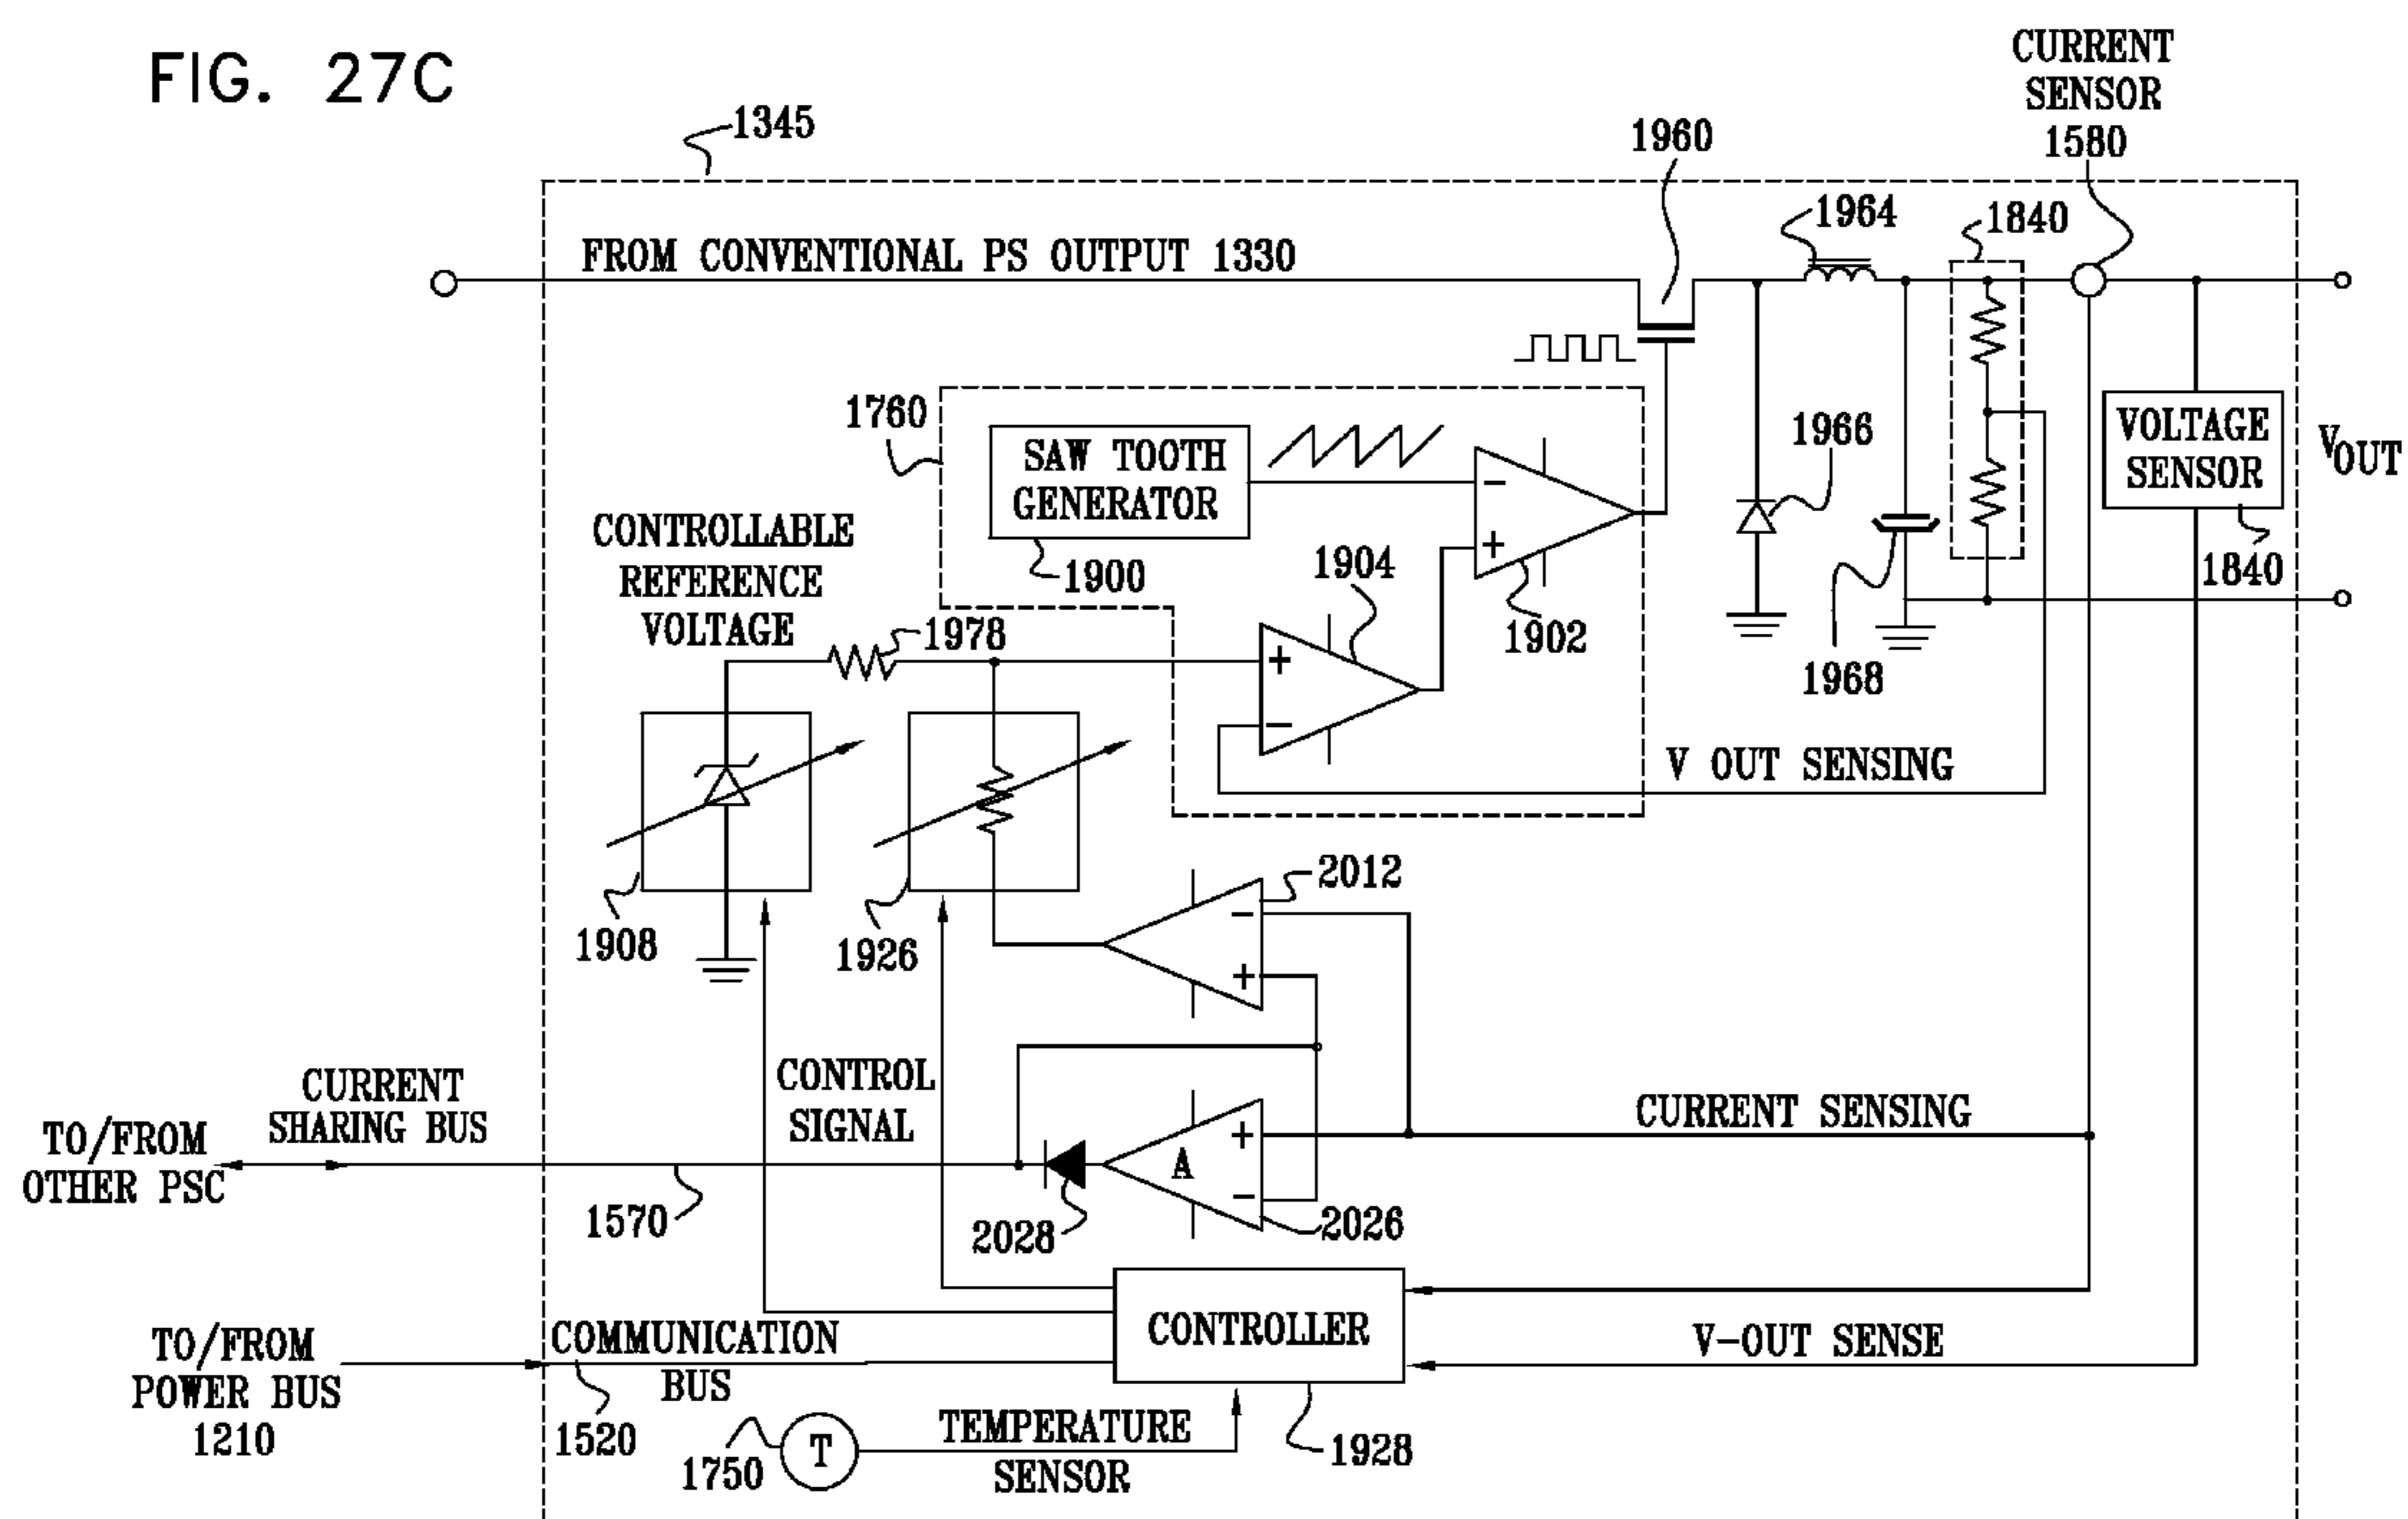 FIG. 27C
CURRENT
SENSOR
1580
1345
1960
1964
1840
FROM CONVENTIONAL PS OUTPUT 1330
1760
SAW TOOTH
GENERATOR
1900
−
+
1902
1904
+
−
1966
1968
VOLTAGE
SENSOR
1840
VOUT
CONTROLLABLE
REFERENCE
VOLTAGE
1978
V OUT SENSING
1908
1926
2012
−
+
CONTROL
SIGNAL
CURRENT
SHARING BUS
TO/FROM
OTHER PSC
1570
2028
A
+
−
2026
CURRENT SENSING
CONTROLLER
V-OUT SENSE
TO/FROM
POWER BUS
1210
COMMUNICATION
BUS
1520
1750
T
TEMPERATURE
SENSOR
1928